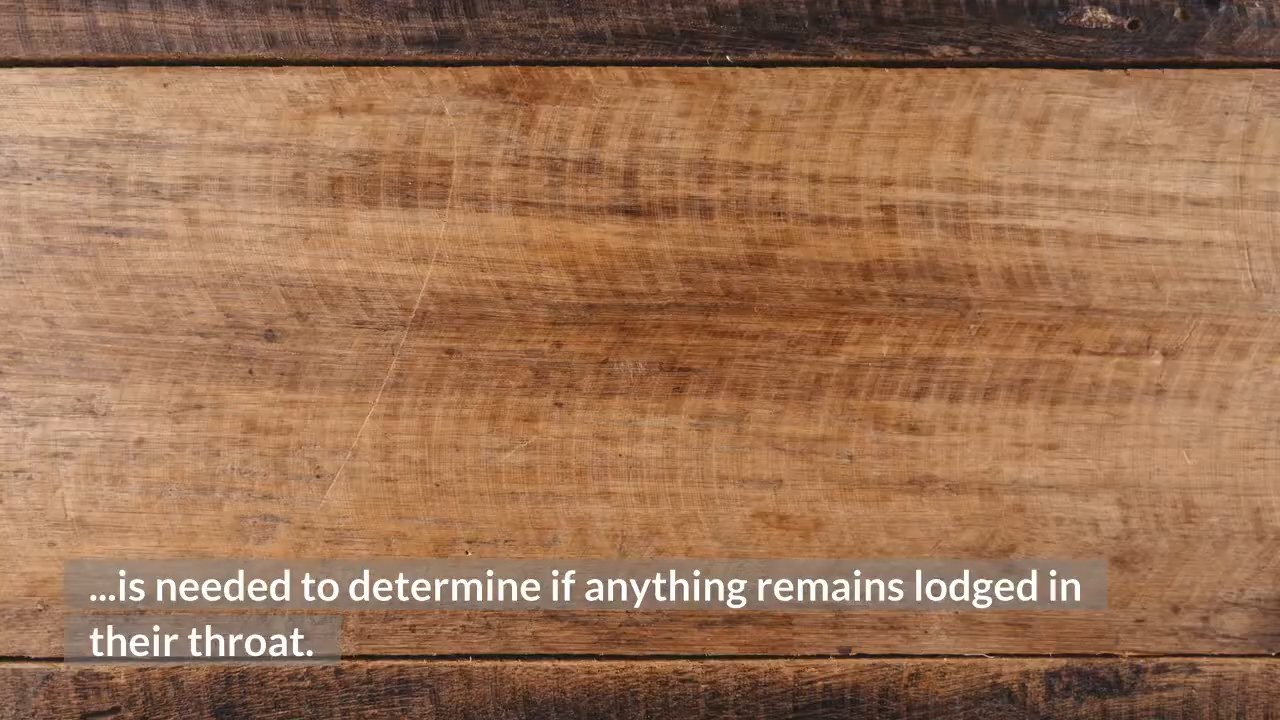 ...is needed to determine if anything remains lodged in
their throat.